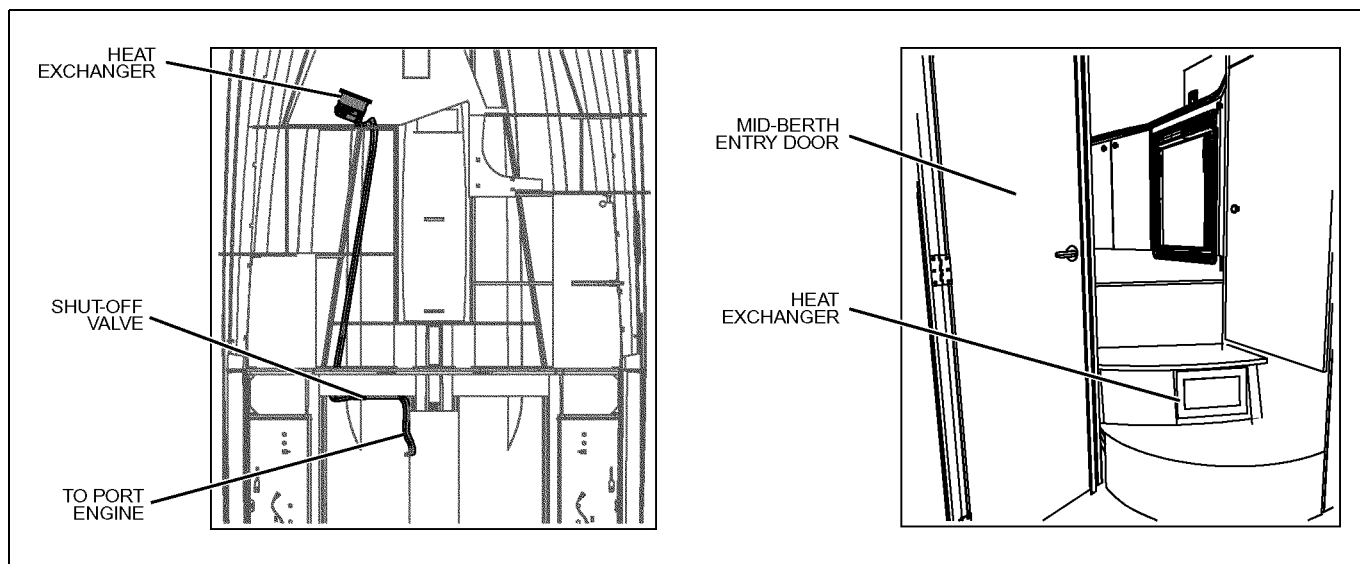 HEAT
EXCHANGER
SHUT-OFF
VALVE
TO PORT
ENGINE
MID-BERTH
ENTRY DOOR
HEAT
EXCHANGER